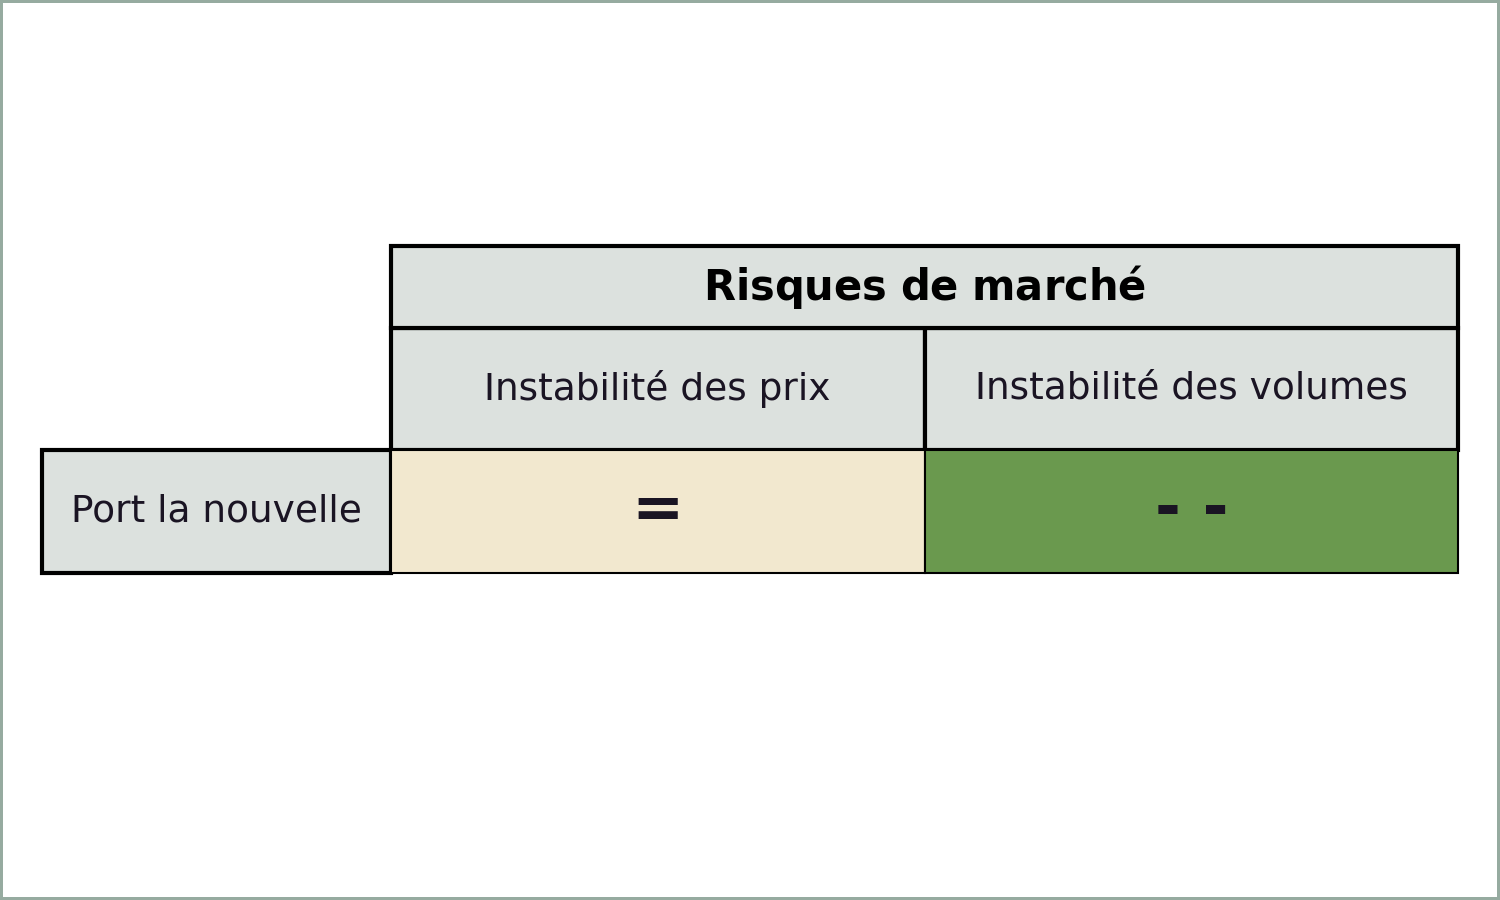 Risques de marché
Instabilité des prix
Instabilité des volumes
Port la nouvelle
=
- -